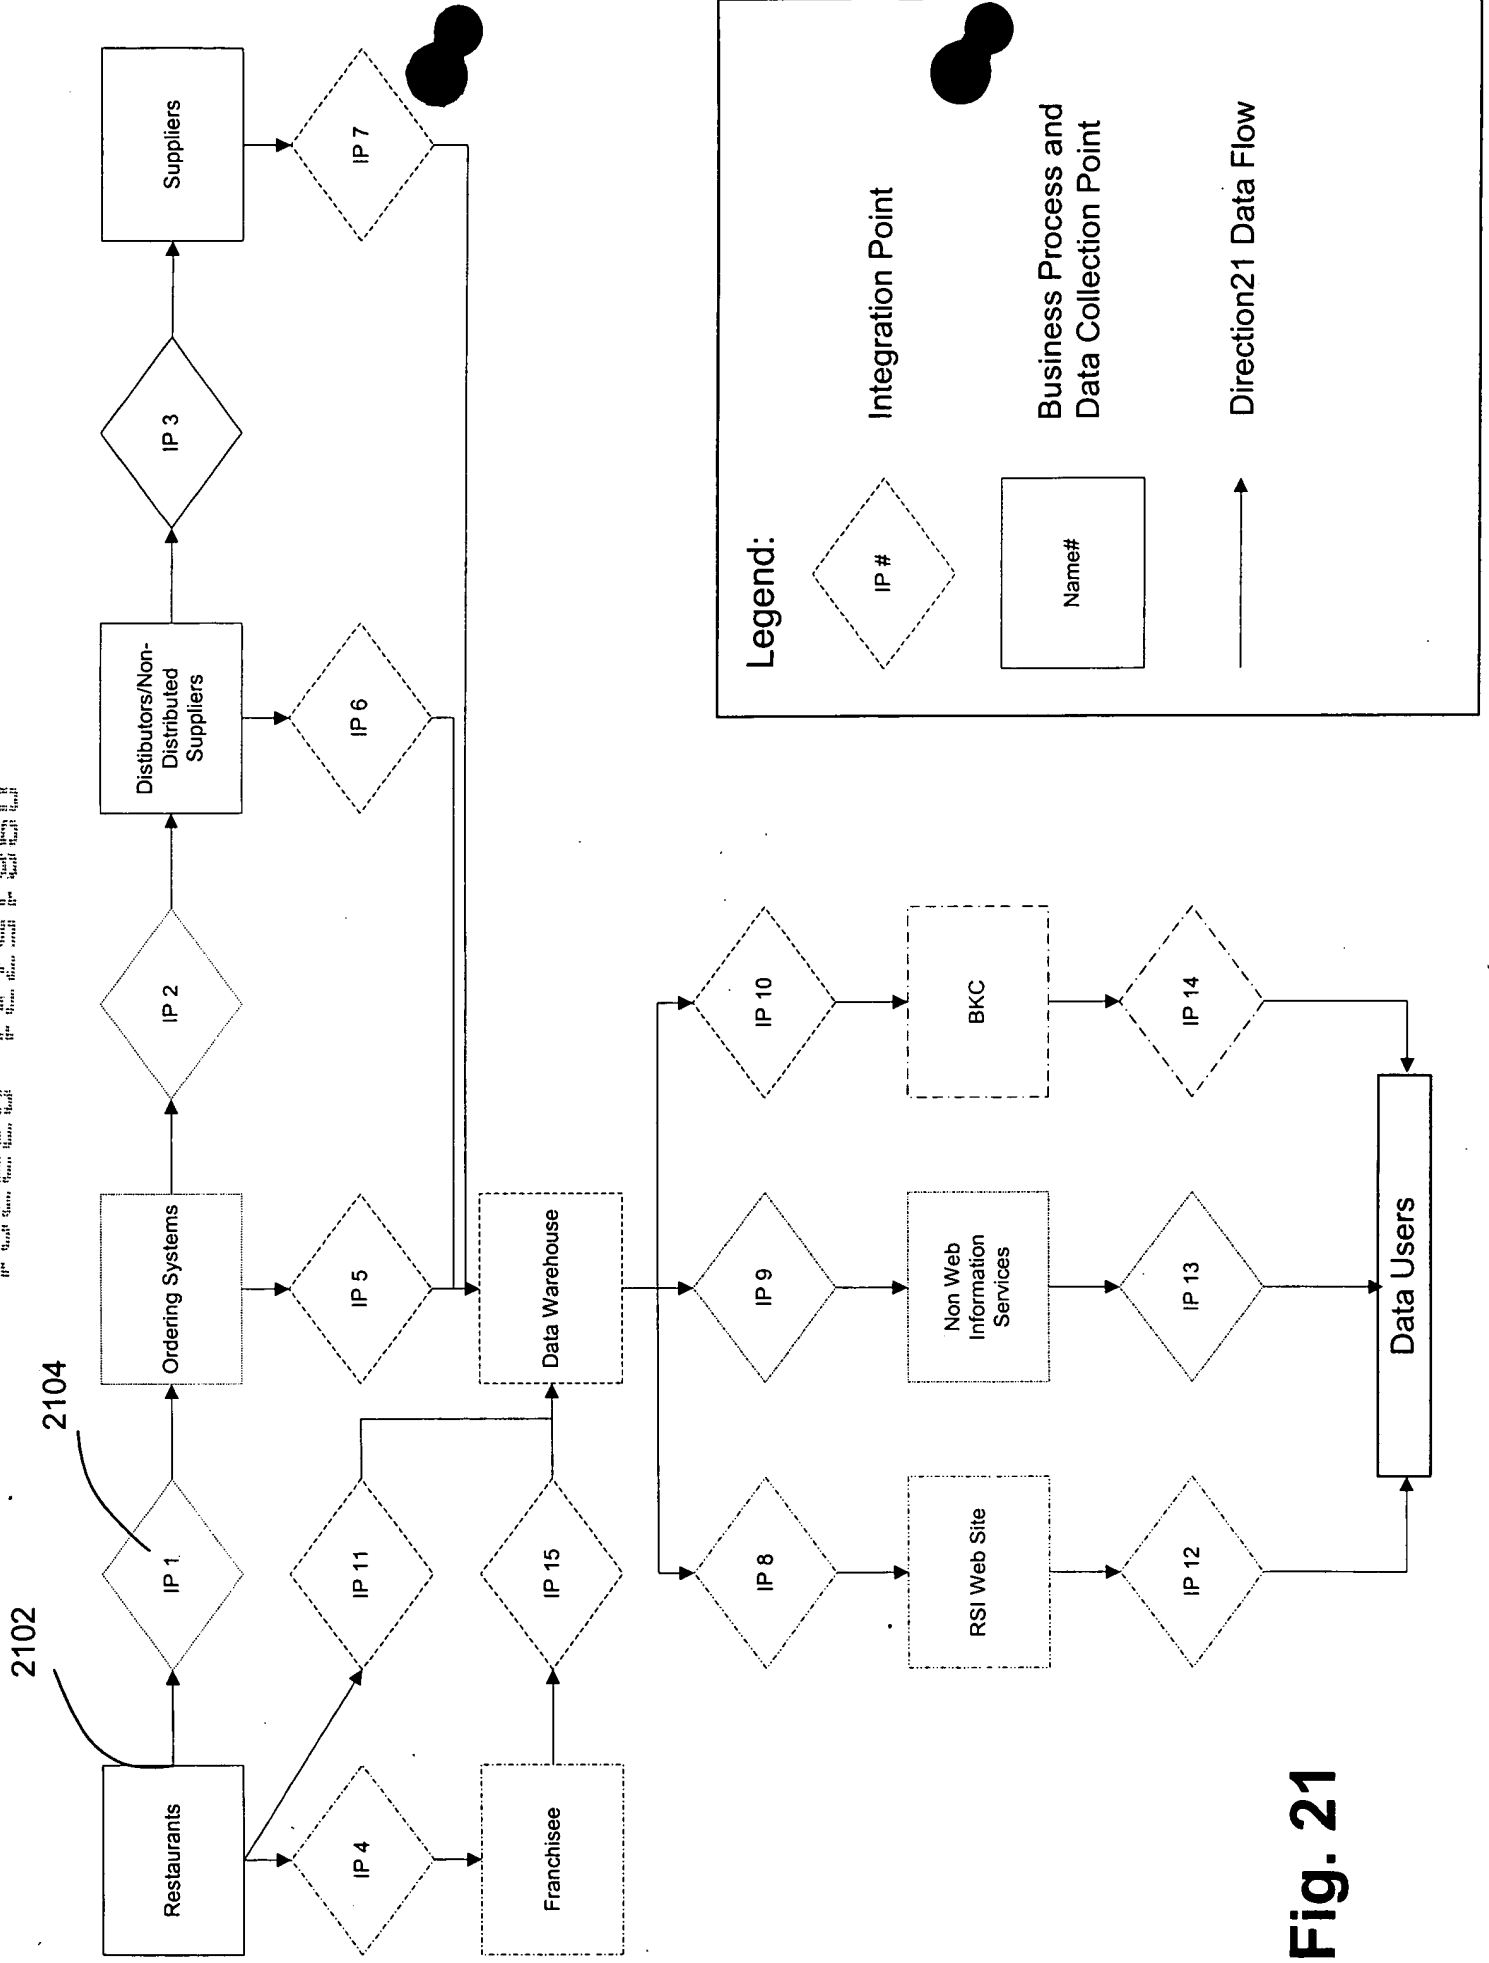 2102
2104
Restaurants
IP 1
Ordering Systems
IP 2
Distibutors/Non-
Distributed
Suppliers
IP 3
Suppliers
IP 4
IP 11
IP 5
IP 6
IP 7
Franchisee
IP 15
Data Warehouse
IP 8
IP 9
IP 10
RSI Web Site
Non Web
Information
Services
BKC
IP 12
IP 13
IP 14
Data Users
Legend:
IP #
Integration Point
Name#
Business Process and
Data Collection Point
Direction21 Data Flow
Fig. 21